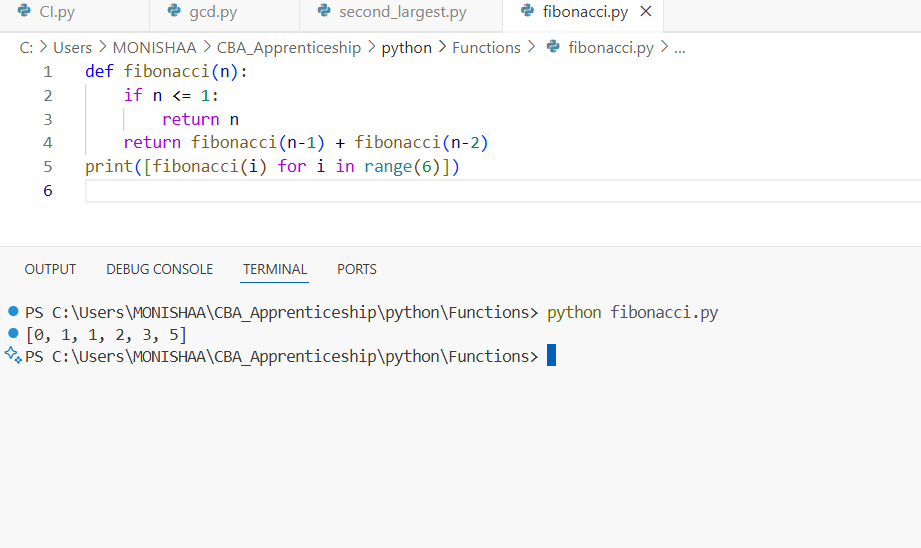 CI.py gcd.py second_largest.py fibonacci.py
C: > Users > MONISHAA > CBA_Apprenticeship > python > Functions > fibonacci.py > ...
1 def fibonacci(n):
2     if n <= 1:
3         return n
4     return fibonacci(n-1) + fibonacci(n-2)
5 print([fibonacci(i) for i in range(6)])
6
OUTPUT DEBUG CONSOLE TERMINAL PORTS
PS C:\Users\MONISHAA\CBA_Apprenticeship\python\Functions> python fibonacci.py
[0, 1, 1, 2, 3, 5]
PS C:\Users\MONISHAA\CBA_Apprenticeship\python\Functions>